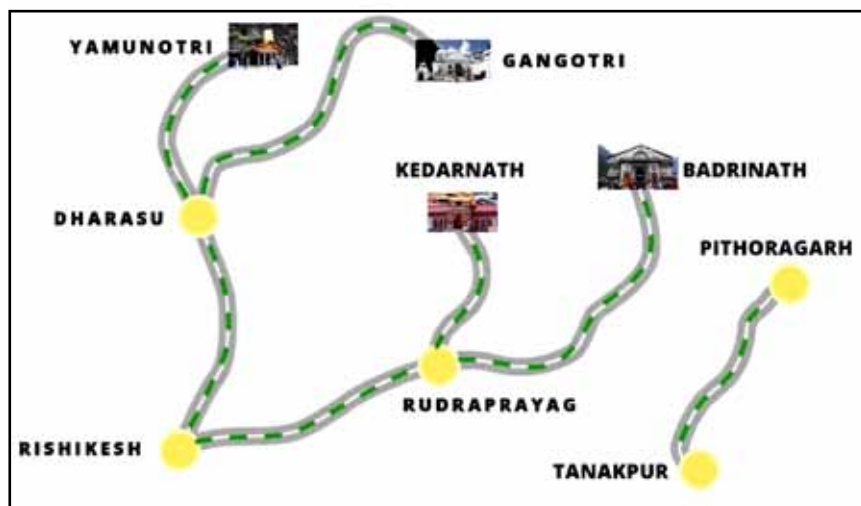 YAMUNOTRI
GANGOTRI
KEDARNATH
BADRINATH
DHARASU
PITHORAGARH
RUDRAPRAYAG
RISHIKESH
TANAKPUR